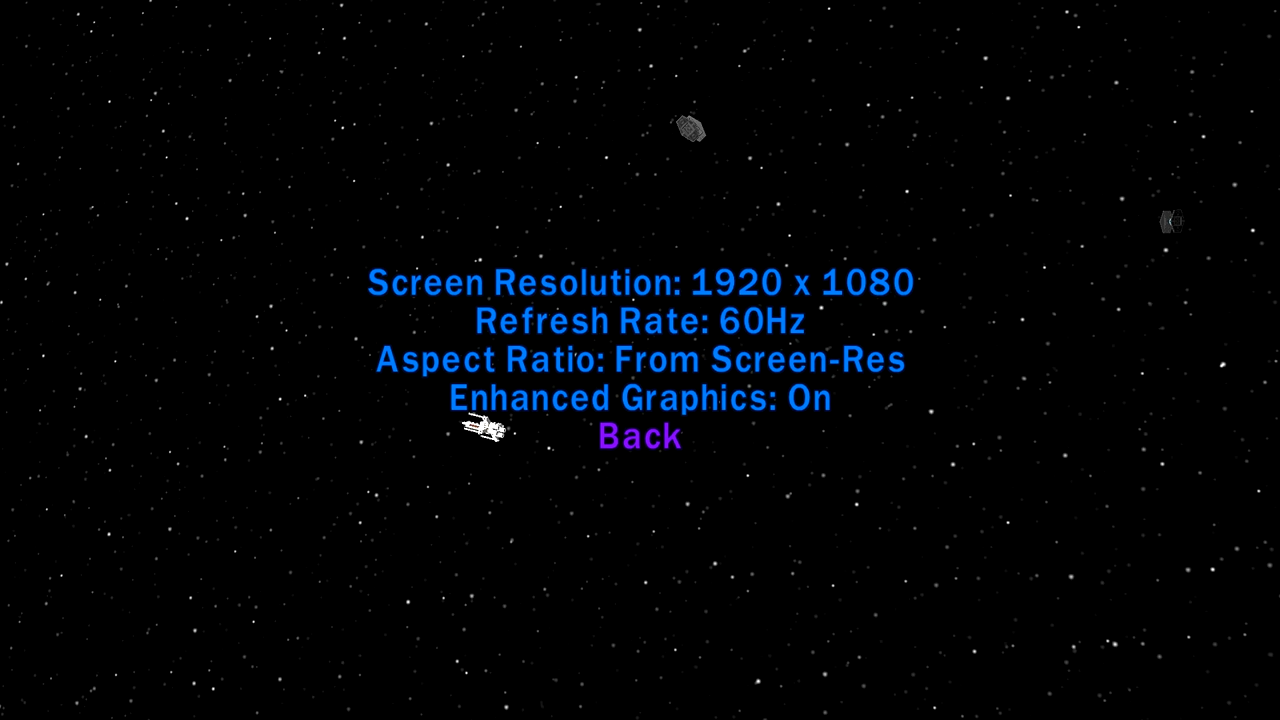 Screen Resolution: 1920 x 1080
Refresh Rate: 60Hz
Aspect Ratio: From Screen-Res
Enhanced Graphics: On
Back